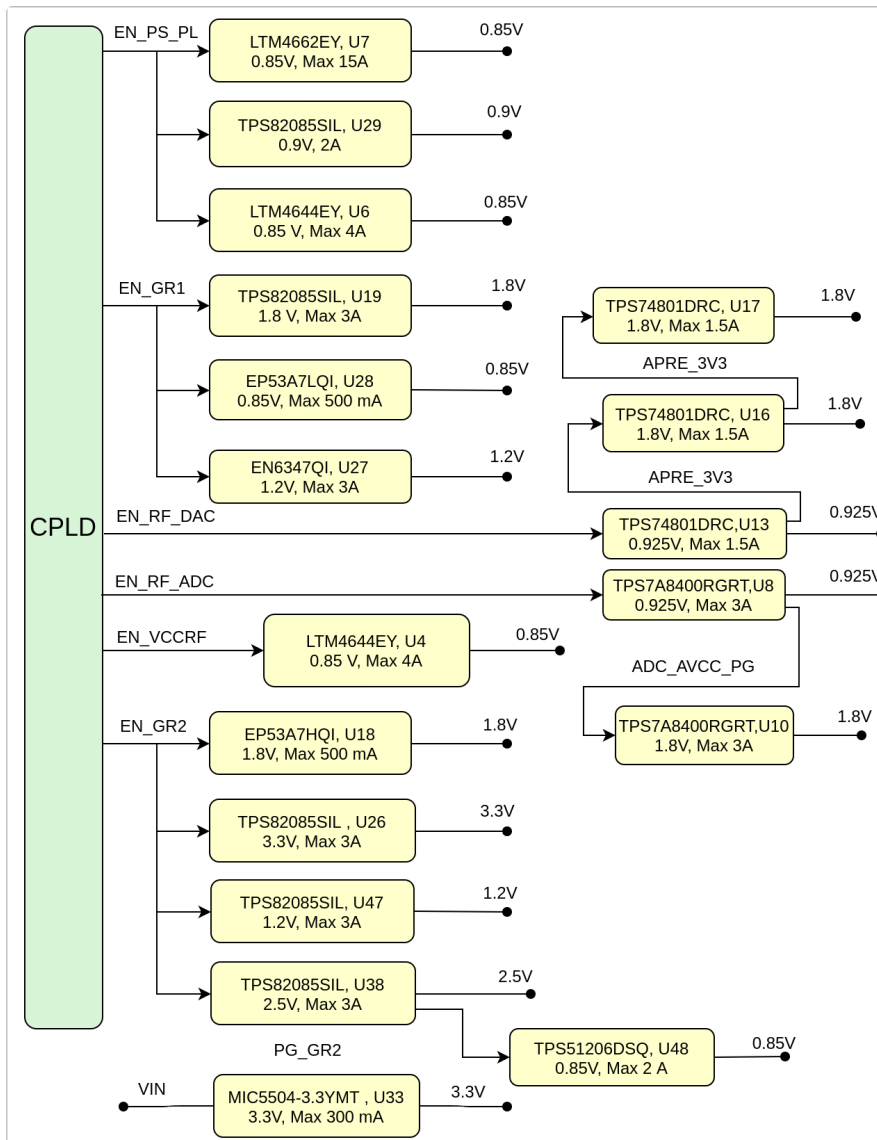 EN_PS_PL
LTM4662EY, U7
0.85V, Max 15A
0.85V
TPS82085SIL, U29
0.9V, 2A
0.9V
LTM4644EY, U6
0.85 V, Max 4A
0.85V
EN_GR1
TPS82085SIL, U19
1.8 V, Max 3A
1.8V
TPS74801DRC, U17
1.8V, Max 1.5A
1.8V
APRE_3V3
EP53A7LQI, U28
0.85V, Max 500 mA
0.85V
TPS74801DRC, U16
1.8V, Max 1.5A
1.8V
APRE_3V3
EN6347QI, U27
1.2V, Max 3A
1.2V
CPLD
EN_RF_DAC
TPS74801DRC,U13
0.925V, Max 1.5A
0.925V
EN_RF_ADC
TPS7A8400RGRT,U8
0.925V, Max 3A
0.925V
EN_VCCRF
LTM4644EY, U4
0.85 V, Max 4A
0.85V
ADC_AVCC_PG
TPS7A8400RGRT,U10
1.8V, Max 3A
1.8V
EN_GR2
EP53A7HQI, U18
1.8V, Max 500 mA
1.8V
TPS82085SIL , U26
3.3V, Max 3A
3.3V
TPS82085SIL, U47
1.2V, Max 3A
1.2V
TPS82085SIL, U38
2.5V, Max 3A
2.5V
PG_GR2
TPS51206DSQ, U48
0.85V, Max 2 A
0.85V
VIN
MIC5504-3.3YMT , U33
3.3V, Max 300 mA
3.3V